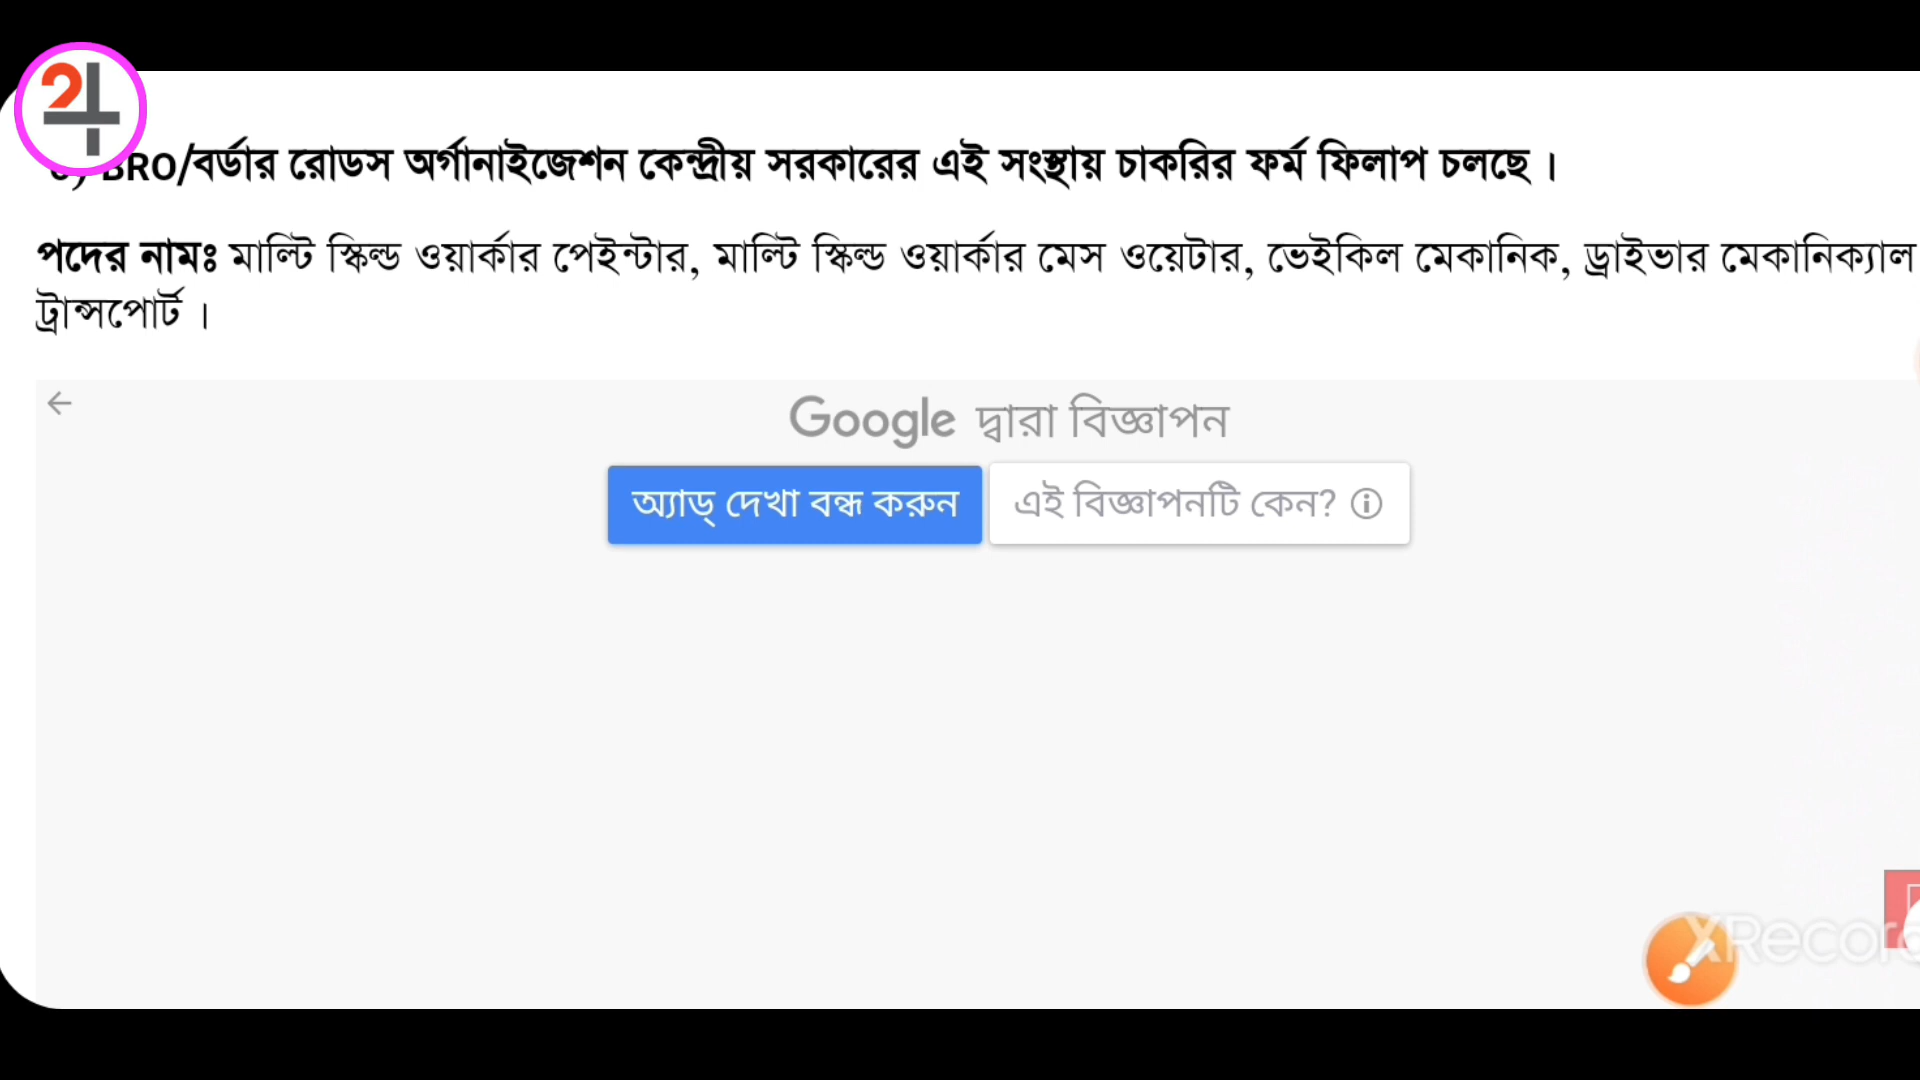 BRO/বর্ডার রোডস অর্গানাইজেশন কেন্দ্রীয় সরকারের এই সংস্থায় চাকরির ফর্ম ফিলাপ চলছে।
পদের নামঃ মাল্টি স্কিল্ড ওয়ার্কার পেইন্টার, মাল্টি স্কিল্ড ওয়ার্কার মেস ওয়েটার, ভেইকিল মেকানিক, ড্রাইভার মেকানিক্যাল
ট্রান্সপোর্ট।
Google দ্বারা বিজ্ঞাপন
অ্যাড্ দেখা বন্ধ করুন
এই বিজ্ঞাপনটি কেন?